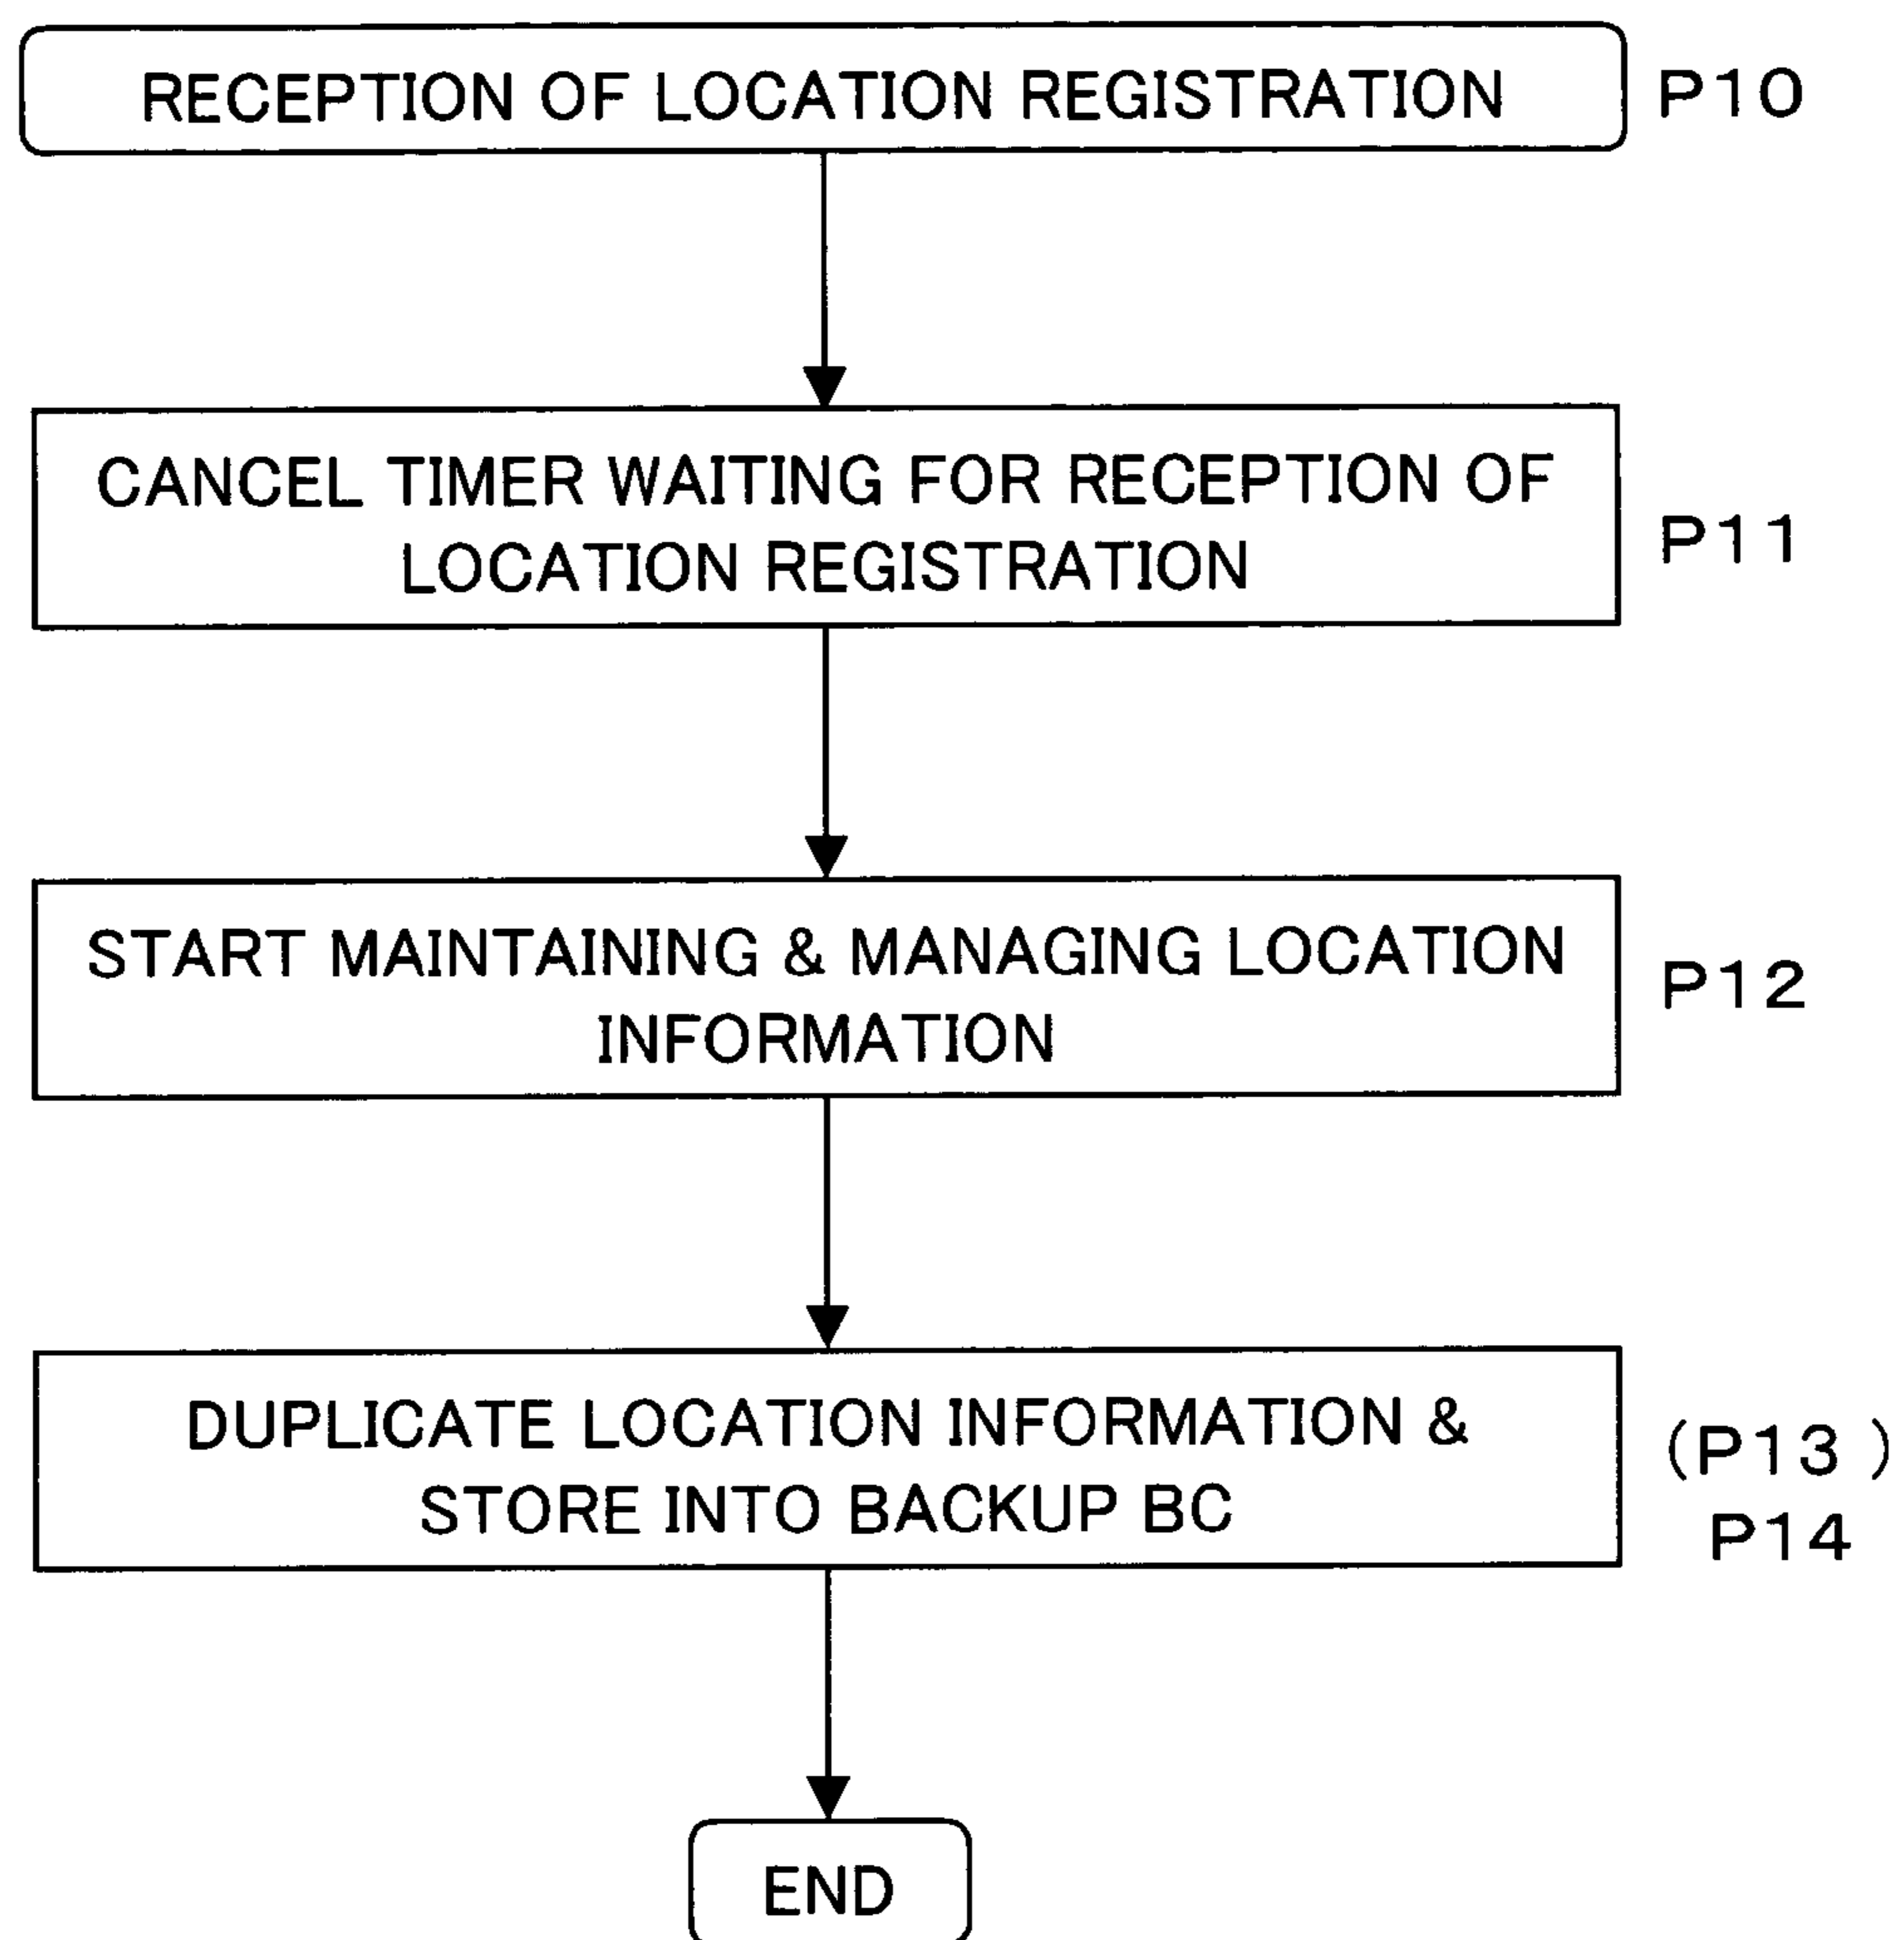 RECEPTION OF LOCATION REGISTRATION P10
CANCEL TIMER WAITING FOR RECEPTION OF
LOCATION REGISTRATION
P11
START MAINTAINING & MANAGING LOCATION
INFORMATION
P12
DUPLICATE LOCATION INFORMATION &
STORE INTO BACKUP BC
(P13 )
P14
END